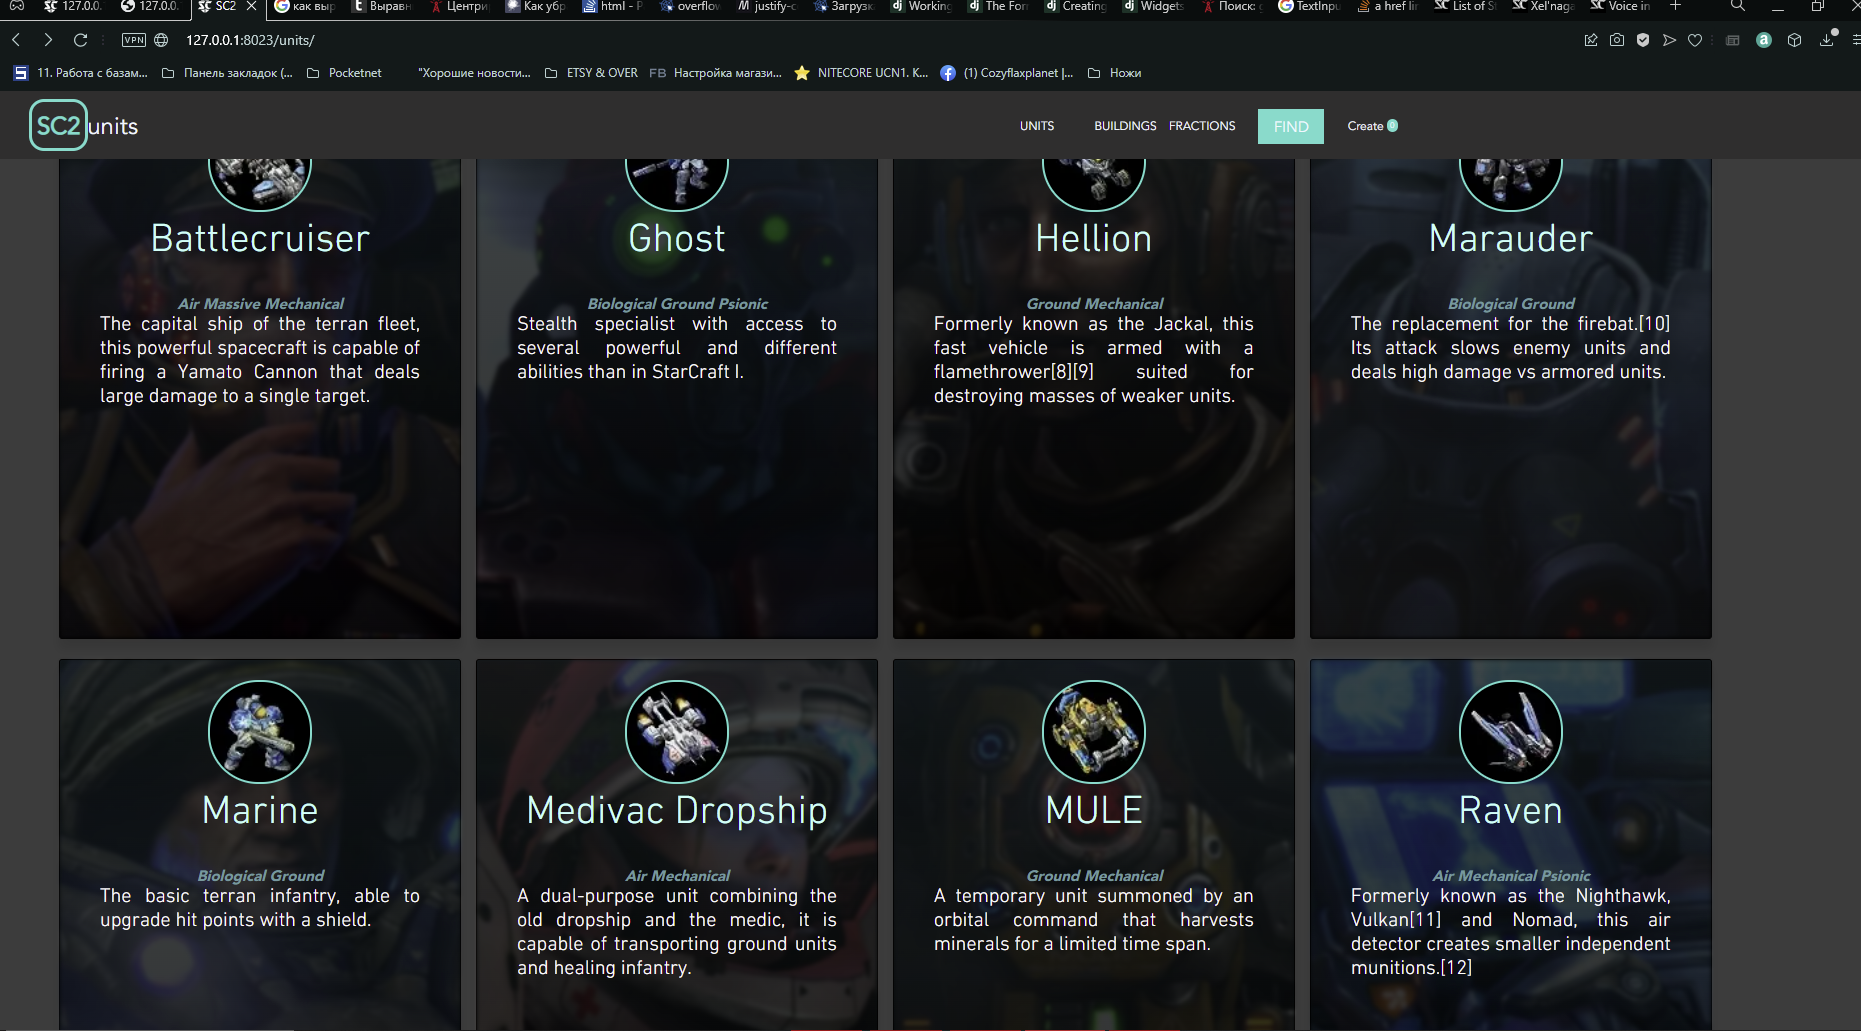 127.0.
127.0.0.
SC2
как выр
Выравн
Центри
Как убр
html - P
overflow
justify-c
Загрузк
Working
The For
Creating
Widgets
Поиск:
TextInpu
a href lin
List of S
Xel'naga
Voice in
VPN
127.0.0.1:8023/units/
11. Работа с базам...
Панель закладок (...
Pocketnet
"Хорошие новости...
ETSY & OVER
FB Настройка магази...
NITECORE UCN1. К...
(1) Cozyflaxplanet |...
Ножи
SC2 units
UNITS
BUILDINGS
FRACTIONS
FIND
Create 0
Battlecruiser
Air Massive Mechanical
The capital ship of the terran fleet,
this powerful spacecraft is capable of
firing a Yamato Cannon that deals
large damage to a single target.
Ghost
Biological Ground Psionic
Stealth specialist with access to
several powerful and different
abilities than in StarCraft I.
Hellion
Ground Mechanical
Formerly known as the Jackal, this
fast vehicle is armed with a
flamethrower[8][9] suited for
destroying masses of weaker units.
Marauder
Biological Ground
The replacement for the firebat.[10]
Its attack slows enemy units and
deals high damage vs armored units.
Marine
Biological Ground
The basic terran infantry, able to
upgrade hit points with a shield.
Medivac Dropship
Air Mechanical
A dual-purpose unit combining the
old dropship and the medic, it is
capable of transporting ground units
and healing infantry.
MULE
Ground Mechanical
A temporary unit summoned by an
orbital command that harvests
minerals for a limited time span.
Raven
Air Mechanical Psionic
Formerly known as the Nighthawk,
Vulkan[11] and Nomad, this air
detector creates smaller independent
munitions.[12]